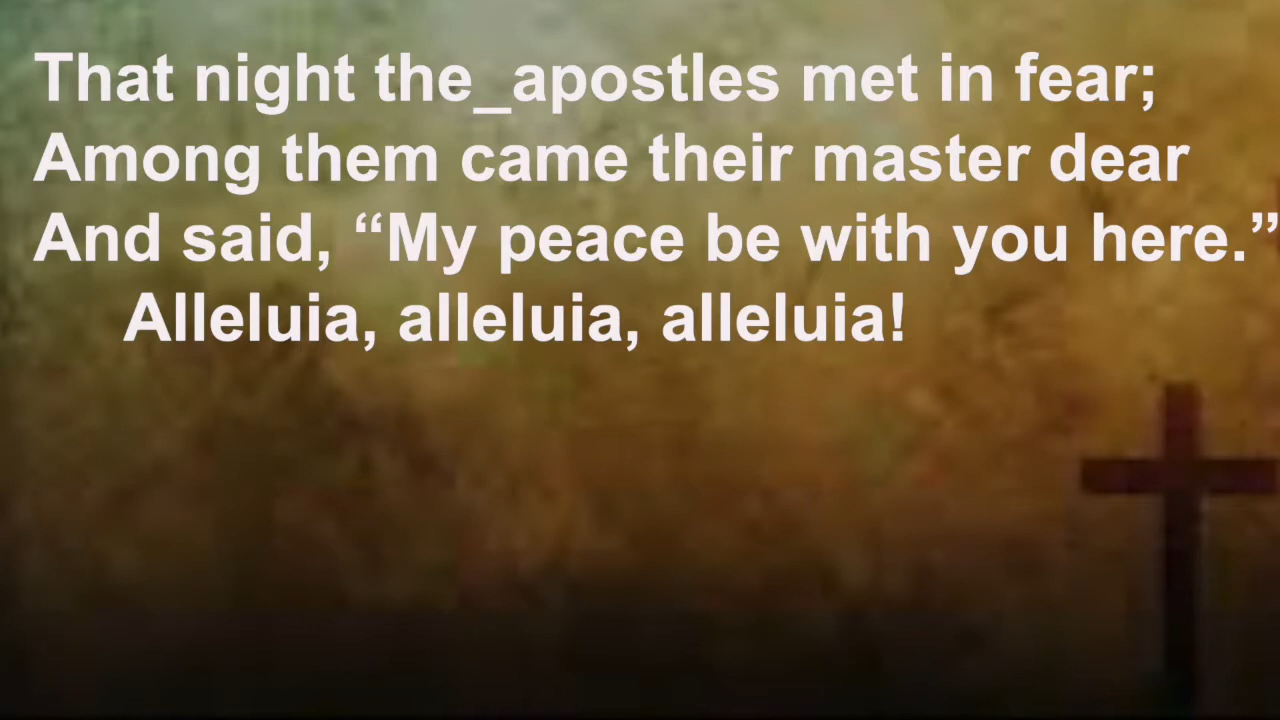 That night the_apostles met in fear;
Among them came their master dear
And said, “My peace be with you here.”
Alleluia, alleluia, alleluia!